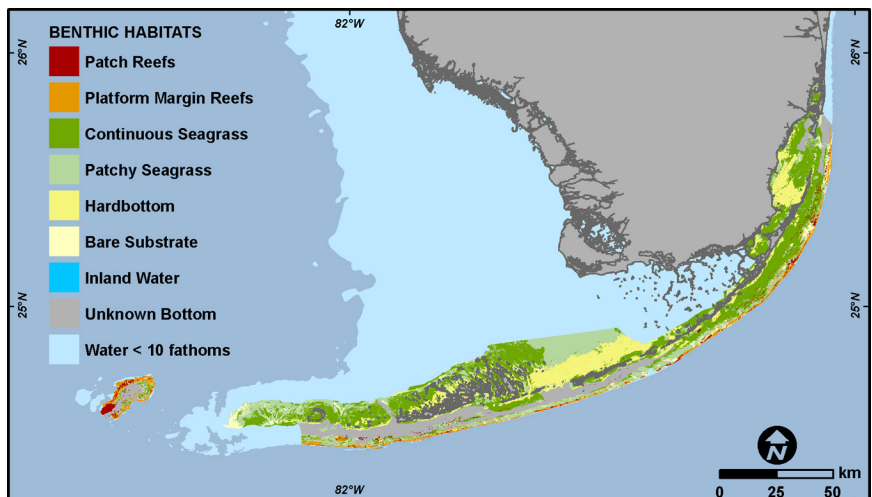 82°W
BENTHIC HABITATS
26°N
26°N
Patch Reefs
Platform Margin Reefs
Continuous Seagrass
Patchy Seagrass
Hardbottom
Bare Substrate
Inland Water
25°N
25°N
Unknown Bottom
Water < 10 fathoms
N
km
82°W
0 25 50